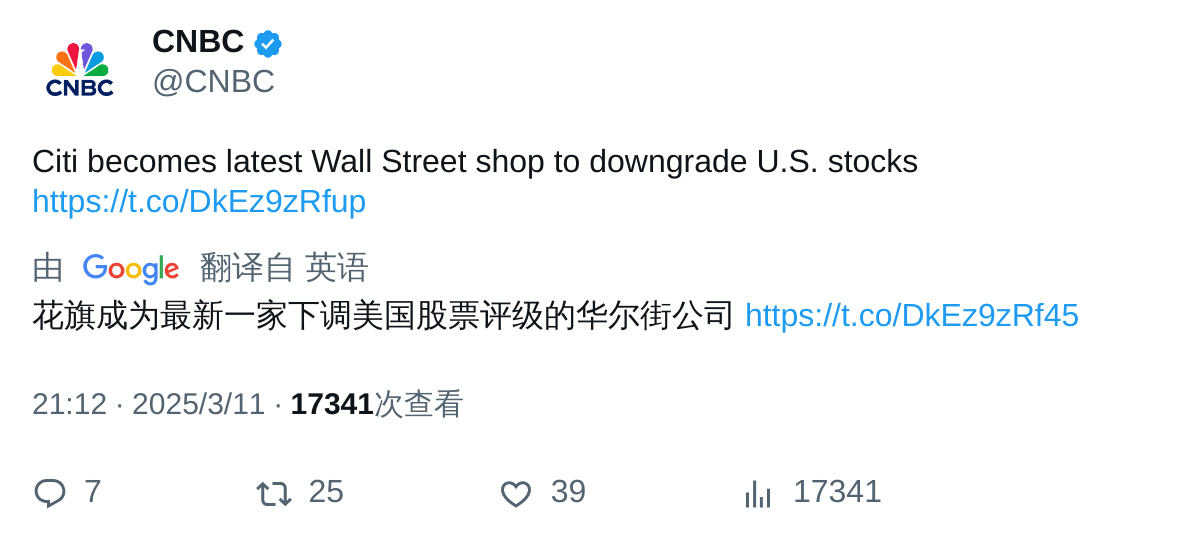 CNBC
@CNBC
CNBC
Citi becomes latest Wall Street shop to downgrade U.S. stocks
https://t.co/DkEz9zRfup
由 Google 翻译自 英语
花旗成为最新一家下调美国股票评级的华尔街公司 https://t.co/DkEz9zRf45
21:12 · 2025/3/11 · 17341次查看
7 25 39 17341